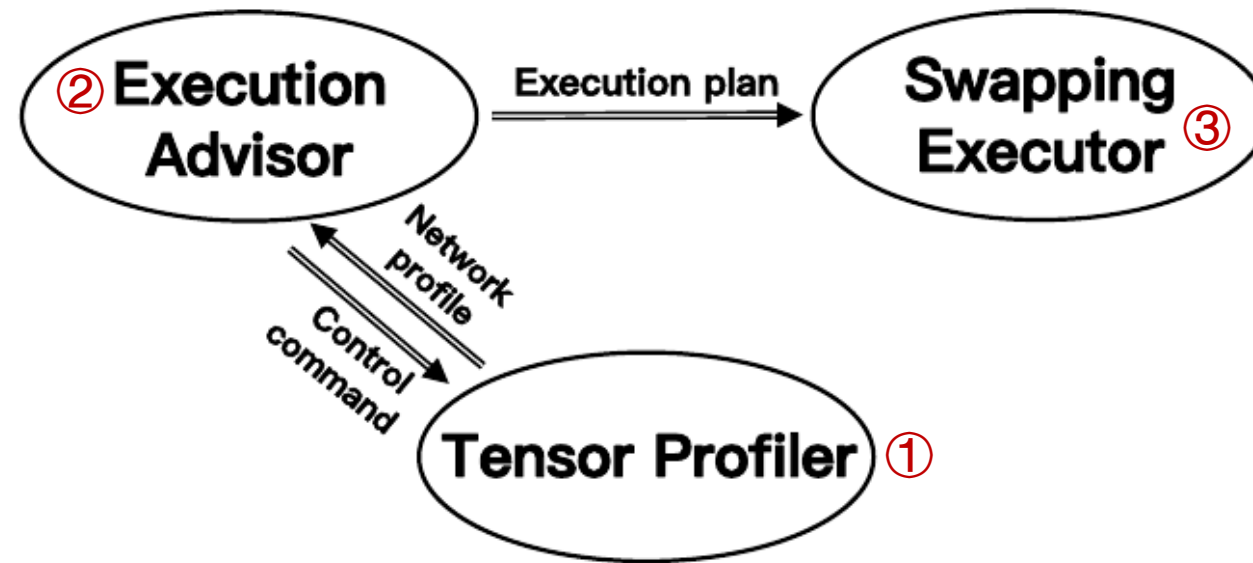 ② Execution
Advisor
Execution plan
Swapping
Executor ③
Network
profile
Control
command
Tensor Profiler ①